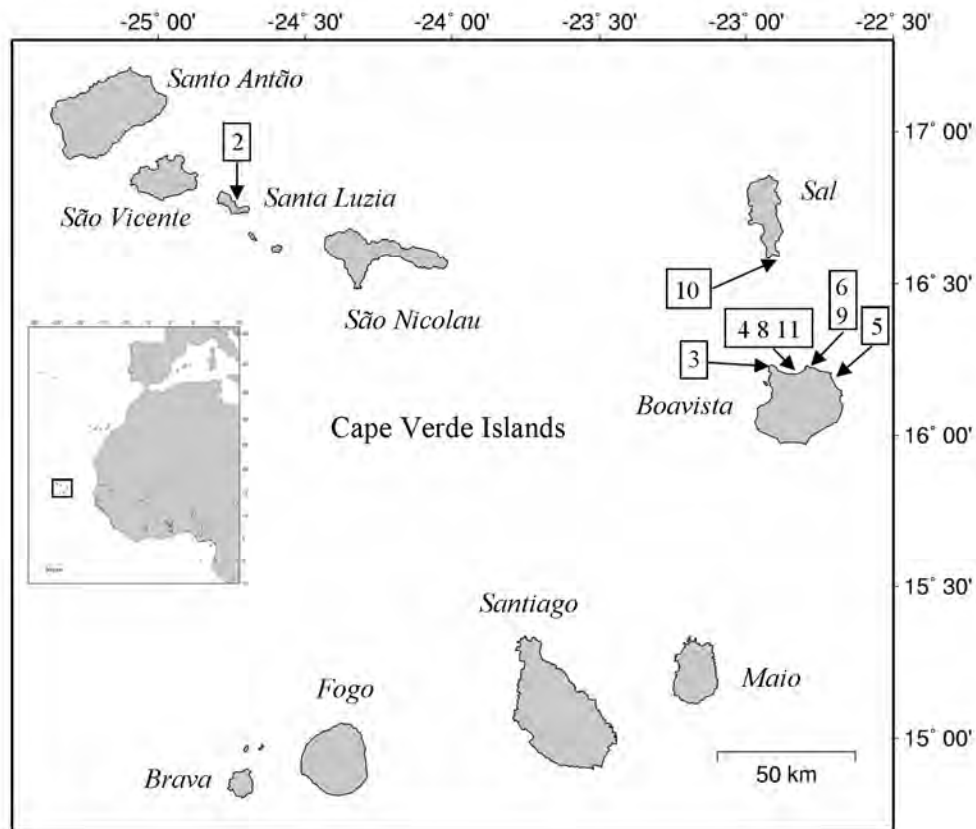 -25˚ 00' -24˚ 30' -24˚ 00' -23˚ 30' -23˚ 00' -22˚ 30'
Santo Antão
17˚ 00'
2
Santa Luzia
Sal
São Vicente
10
16˚ 30'
6
9
São Nicolau
4 8 11
5
3
Boavista
Cape Verde Islands
16˚ 00'
15˚ 30'
Santiago
Maio
Fogo
15˚ 00'
Brava
50 km